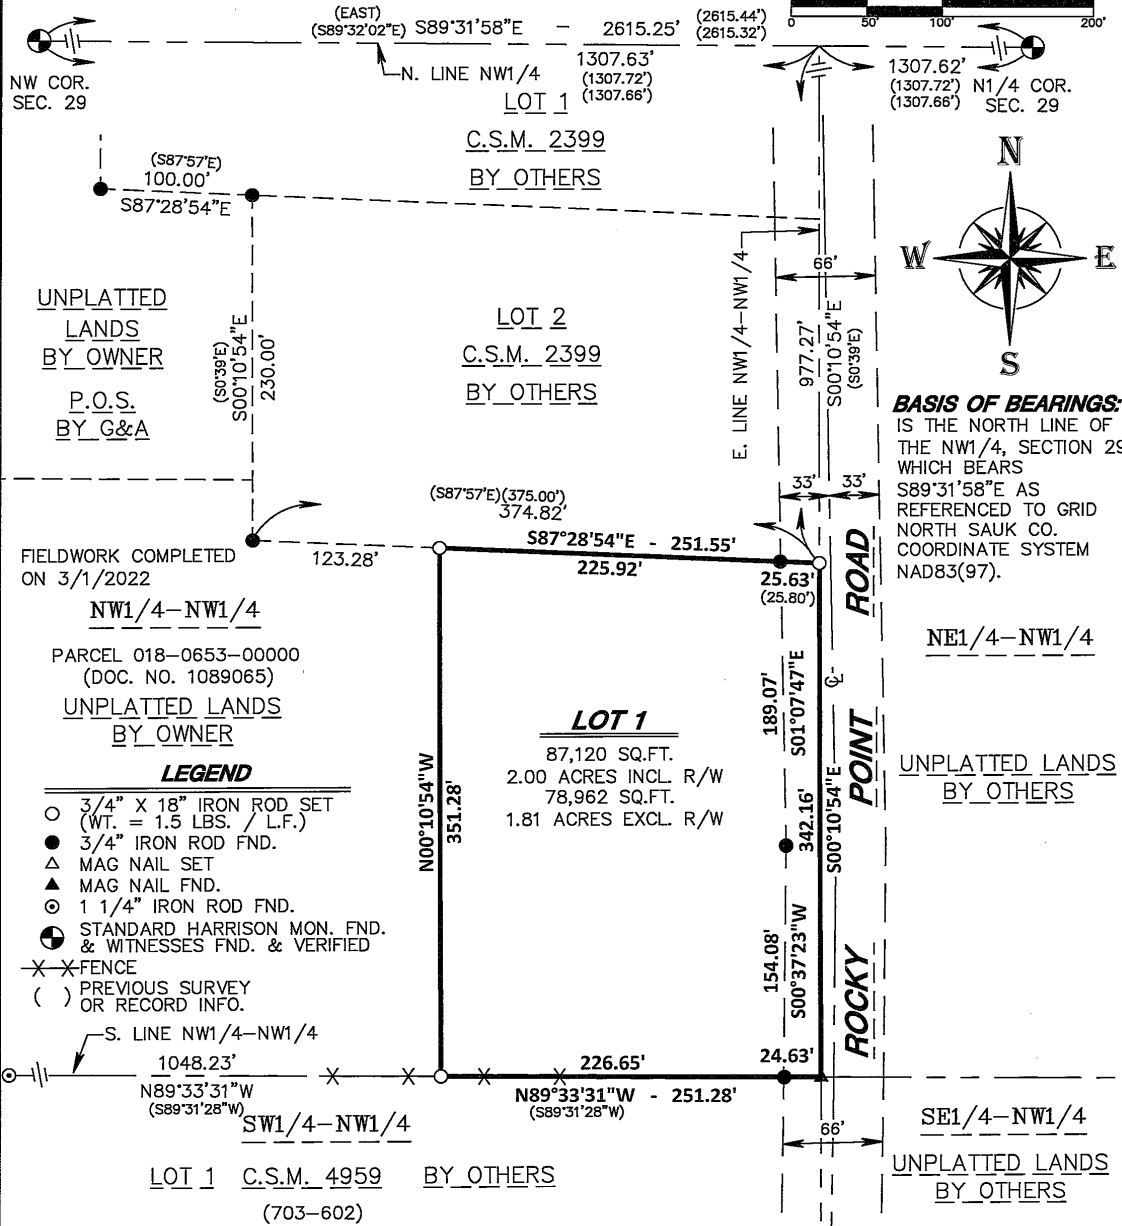 (EAST)
(S89°32'02"E) S89°31'58"E - 2615.25' (2615.44')
(2615.32')
0 50' 100' 200'
NW COR.
SEC. 29
N. LINE NW1/4
1307.63'
(1307.72')
(1307.66')
1307.62'
(1307.72')
(1307.66')
N1/4 COR.
SEC. 29
LOT 1
C.S.M. 2399
BY OTHERS
(S87°57'E)
100.00'
S87°28'54"E
N
W E
S
UNPLATTED
LANDS
BY OWNER
P.O.S.
BY G&A
(S0°39'E)
S00°10'54"E
230.00'
LOT 2
C.S.M. 2399
BY OTHERS
E. LINE NW1/4-NW1/4
66'
977.27'
S00°10'54"E
(S0°39'E)
33' 33'
BASIS OF BEARINGS:
IS THE NORTH LINE OF
THE NW1/4, SECTION 29
WHICH BEARS
S89°31'58"E AS
REFERENCED TO GRID
NORTH SAUK CO.
COORDINATE SYSTEM
NAD83(97).
(S87°57'E)(375.00')
374.82'
123.28'
S87°28'54"E - 251.55'
225.92'
25.63'
(25.80')
FIELDWORK COMPLETED
ON 3/1/2022
NW1/4-NW1/4
PARCEL 018-0653-00000
(DOC. NO. 1089065)
UNPLATTED LANDS
BY OWNER
NE1/4-NW1/4
UNPLATTED LANDS
BY OTHERS
LOT 1
87,120 SQ.FT.
2.00 ACRES INCL. R/W
78,962 SQ.FT.
1.81 ACRES EXCL. R/W
N00°10'54"W
351.28'
189.07'
S01°07'47"E
342.16'
S00°10'54"E
154.08'
S00°37'23"W
CL
ROCKY POINT ROAD
LEGEND
3/4" X 18" IRON ROD SET
(WT. = 1.5 LBS. / L.F.)
3/4" IRON ROD FND.
MAG NAIL SET
MAG NAIL FND.
1 1/4" IRON ROD FND.
STANDARD HARRISON MON. FND.
& WITNESSES FND. & VERIFIED
FENCE
( ) PREVIOUS SURVEY
OR RECORD INFO.
S. LINE NW1/4-NW1/4
1048.23'
N89°33'31"W
(S89°31'28"W)
226.65' 24.63'
N89°33'31"W - 251.28'
(S89°31'28"W)
66'
SW1/4-NW1/4
SE1/4-NW1/4
UNPLATTED LANDS
BY OTHERS
LOT 1 C.S.M. 4959 BY OTHERS
(703-602)